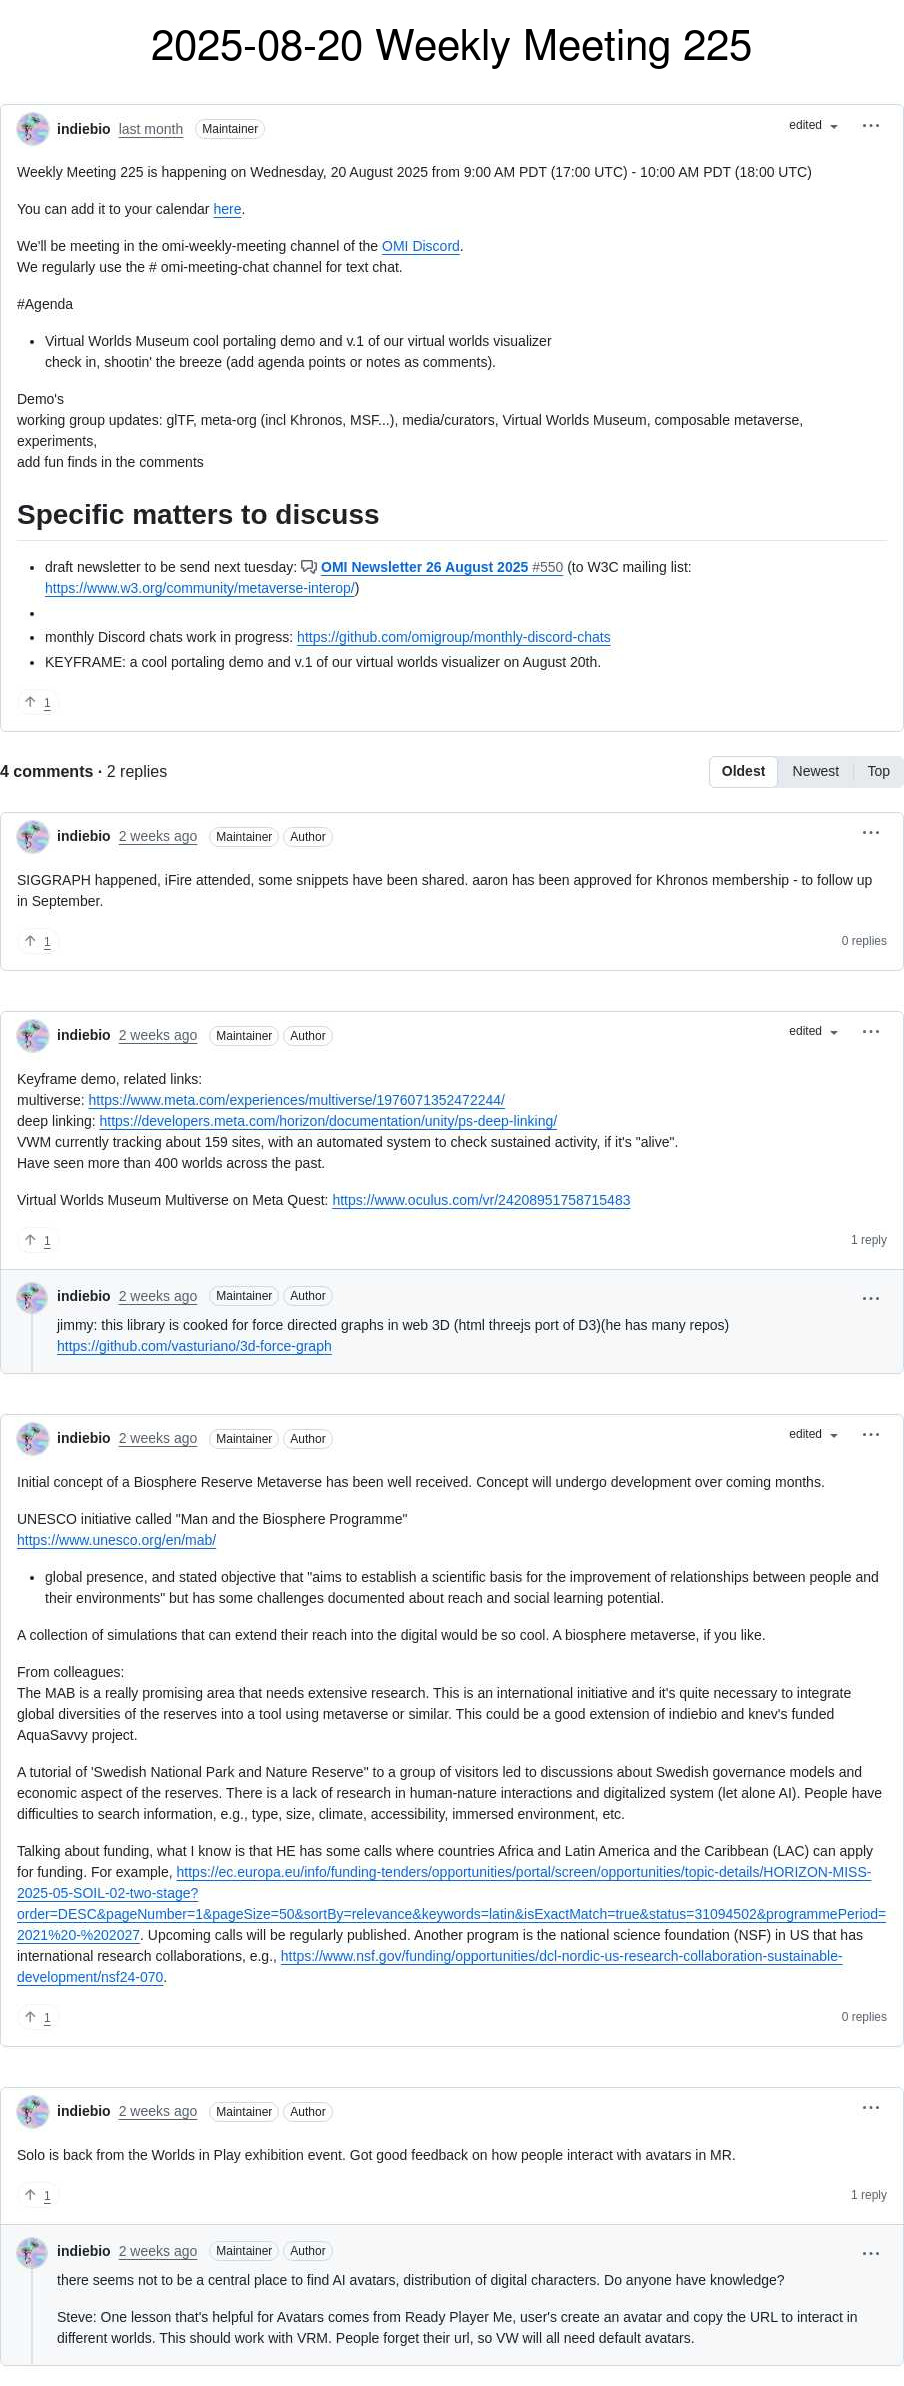 2025-08-20 Weekly Meeting 225
indiebio last month Maintainer edited
Weekly Meeting 225 is happening on Wednesday, 20 August 2025 from 9:00 AM PDT (17:00 UTC) - 10:00 AM PDT (18:00 UTC)
You can add it to your calendar here.
We'll be meeting in the omi-weekly-meeting channel of the OMI Discord.
We regularly use the # omi-meeting-chat channel for text chat.
#Agenda
• Virtual Worlds Museum cool portaling demo and v.1 of our virtual worlds visualizer
check in, shootin' the breeze (add agenda points or notes as comments).
Demo's
working group updates: glTF, meta-org (incl Khronos, MSF...), media/curators, Virtual Worlds Museum, composable metaverse,
experiments,
add fun finds in the comments
Specific matters to discuss
• draft newsletter to be send next tuesday: OMI Newsletter 26 August 2025 #550 (to W3C mailing list:
https://www.w3.org/community/metaverse-interop/)
•
• monthly Discord chats work in progress: https://github.com/omigroup/monthly-discord-chats
• KEYFRAME: a cool portaling demo and v.1 of our virtual worlds visualizer on August 20th.
1
4 comments · 2 replies Oldest Newest Top
indiebio 2 weeks ago Maintainer Author
SIGGRAPH happened, iFire attended, some snippets have been shared. aaron has been approved for Khronos membership - to follow up
in September.
1 0 replies
indiebio 2 weeks ago Maintainer Author edited
Keyframe demo, related links:
multiverse: https://www.meta.com/experiences/multiverse/1976071352472244/
deep linking: https://developers.meta.com/horizon/documentation/unity/ps-deep-linking/
VWM currently tracking about 159 sites, with an automated system to check sustained activity, if it's "alive".
Have seen more than 400 worlds across the past.
Virtual Worlds Museum Multiverse on Meta Quest: https://www.oculus.com/vr/24208951758715483
1 1 reply
indiebio 2 weeks ago Maintainer Author
jimmy: this library is cooked for force directed graphs in web 3D (html threejs port of D3)(he has many repos)
https://github.com/vasturiano/3d-force-graph
indiebio 2 weeks ago Maintainer Author edited
Initial concept of a Biosphere Reserve Metaverse has been well received. Concept will undergo development over coming months.
UNESCO initiative called "Man and the Biosphere Programme"
https://www.unesco.org/en/mab/
• global presence, and stated objective that "aims to establish a scientific basis for the improvement of relationships between people and
their environments" but has some challenges documented about reach and social learning potential.
A collection of simulations that can extend their reach into the digital would be so cool. A biosphere metaverse, if you like.
From colleagues:
The MAB is a really promising area that needs extensive research. This is an international initiative and it's quite necessary to integrate
global diversities of the reserves into a tool using metaverse or similar. This could be a good extension of indiebio and knev's funded
AquaSavvy project.
A tutorial of 'Swedish National Park and Nature Reserve" to a group of visitors led to discussions about Swedish governance models and
economic aspect of the reserves. There is a lack of research in human-nature interactions and digitalized system (let alone AI). People have
difficulties to search information, e.g., type, size, climate, accessibility, immersed environment, etc.
Talking about funding, what I know is that HE has some calls where countries Africa and Latin America and the Caribbean (LAC) can apply
for funding. For example, https://ec.europa.eu/info/funding-tenders/opportunities/portal/screen/opportunities/topic-details/HORIZON-MISS-
2025-05-SOIL-02-two-stage?
order=DESC&pageNumber=1&pageSize=50&sortBy=relevance&keywords=latin&isExactMatch=true&status=31094502&programmePeriod=
2021%20-%202027. Upcoming calls will be regularly published. Another program is the national science foundation (NSF) in US that has
international research collaborations, e.g., https://www.nsf.gov/funding/opportunities/dcl-nordic-us-research-collaboration-sustainable-
development/nsf24-070.
1 0 replies
indiebio 2 weeks ago Maintainer Author
Solo is back from the Worlds in Play exhibition event. Got good feedback on how people interact with avatars in MR.
1 1 reply
indiebio 2 weeks ago Maintainer Author
there seems not to be a central place to find AI avatars, distribution of digital characters. Do anyone have knowledge?
Steve: One lesson that's helpful for Avatars comes from Ready Player Me, user's create an avatar and copy the URL to interact in
different worlds. This should work with VRM. People forget their url, so VW will all need default avatars.